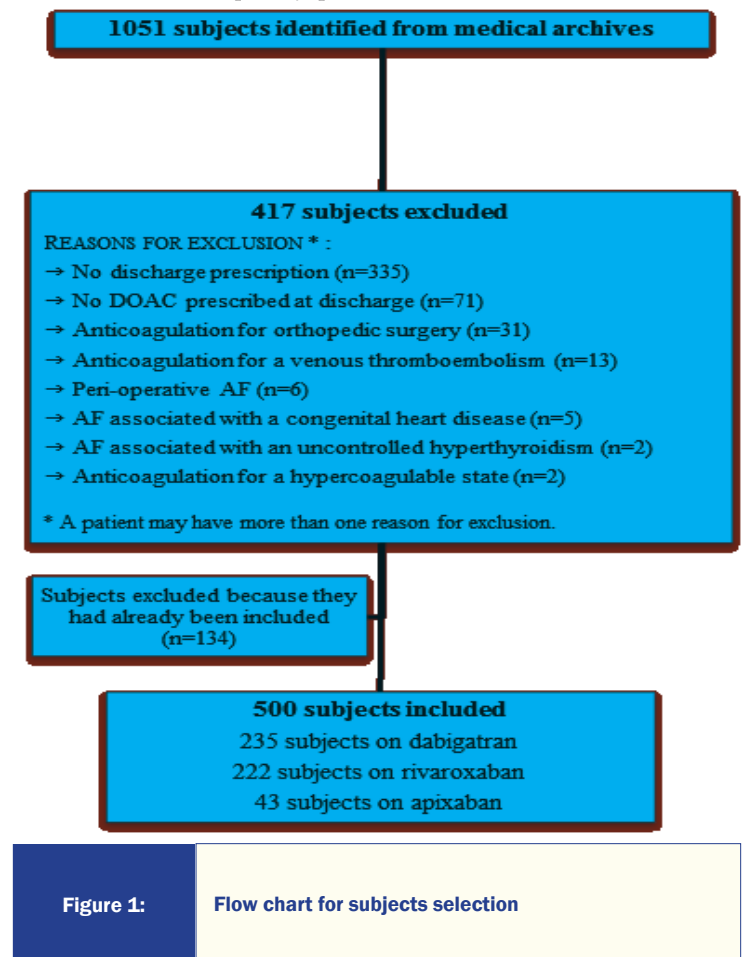 1051 subjects identified from medical archives
417 subjects excluded
REASONS FOR EXCLUSION * :
→ No discharge prescription (n=335)
→ No DOAC prescribed at discharge (n=71)
→ Anticoagulation for orthopedic surgery (n=31)
→ Anticoagulation for a venous thromboembolism (n=13)
→ Peri-operative AF (n=6)
→ AF associated with a congenital heart disease (n=5)
→ AF associated with an uncontrolled hyperthyroidism (n=2)
→ Anticoagulation for a hypercoagulable state (n=2)
* A patient may have more than one reason for exclusion.
Subjects excluded because they
had already been included
(n=134)
500 subjects included
235 subjects on dabigatran
222 subjects on rivaroxaban
43 subjects on apixaban
Figure 1:
Flow chart for subjects selection